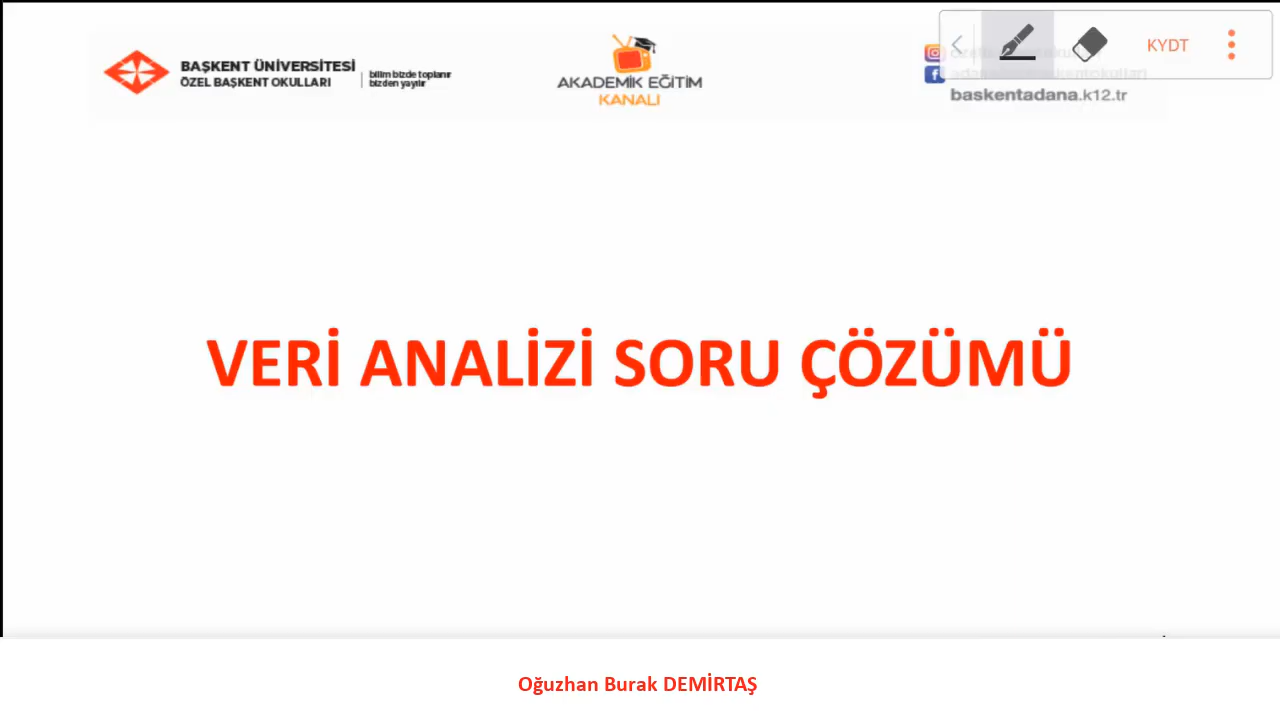 BAŞKENT ÜNİVERSİTESİ
ÖZEL BAŞKENT OKULLARI
bilim bizde toplanır
bizden yayılır
AKADEMİK EĞİTİM
KANALI
KYDT
baskentadana.k12.tr
VERİ ANALİZİ SORU ÇÖZÜMÜ
Oğuzhan Burak DEMİRTAŞ